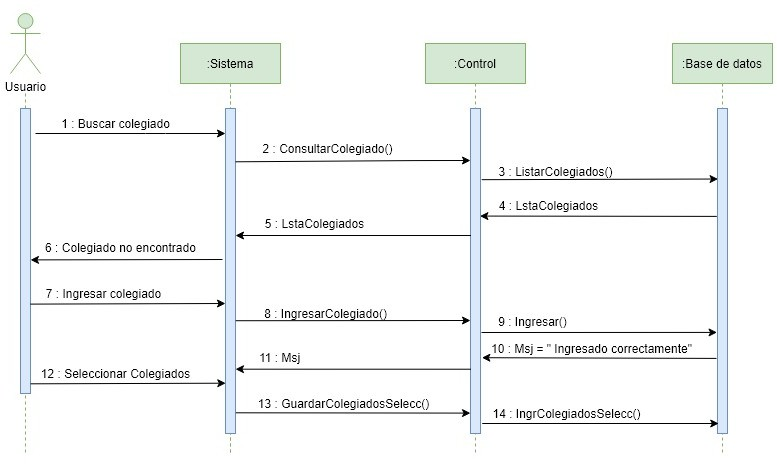 :Sistema
:Control
:Base de datos
Usuario
1 : Buscar colegiado
2 : ConsultarColegiado()
3 : ListarColegiados()
4 : LstaColegiados
5 : LstaColegiados
6 : Colegiado no encontrado
7 : Ingresar colegiado
8 : IngresarColegiado()
9 : Ingresar()
10 : Msj = " Ingresado correctamente"
11 : Msj
12 : Seleccionar Colegiados
13 : GuardarColegiadosSelecc()
14 : IngrColegiadosSelecc()